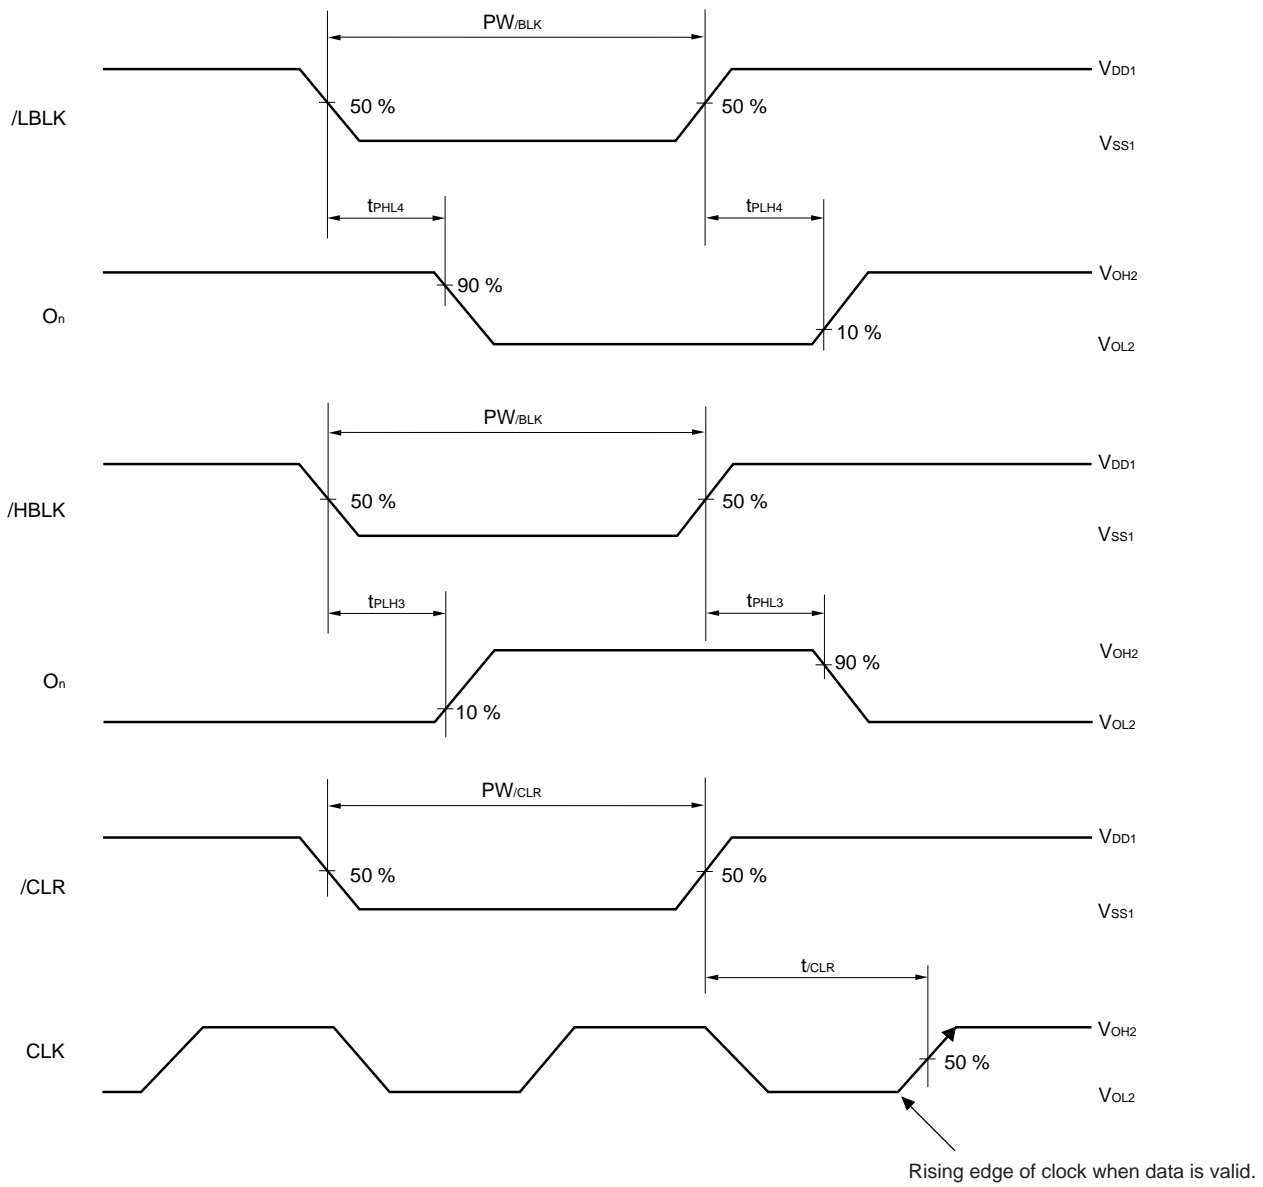 PW/BLK
VDD1
50 %
50 %
/LBLK
VSS1
tPHL4
tPLH4
VOH2
90 %
On
10 %
VOL2
PW/BLK
VDD1
50 %
50 %
/HBLK
VSS1
tPLH3
tPHL3
VOH2
90 %
On
10 %
VOL2
PW/CLR
VDD1
50 %
50 %
/CLR
VSS1
t/CLR
VOH2
CLK
50 %
VOL2
Rising edge of clock when data is valid.